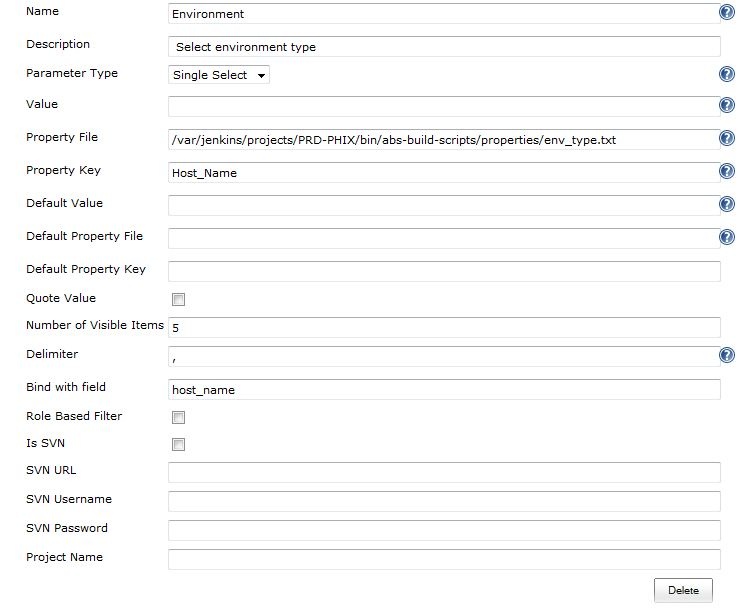 Name Environment ?
Description Select environment type
Parameter Type Single Select ?
Value ?
Property File /var/jenkins/projects/PRD-PHIX/bin/abs-build-scripts/properties/env_type.txt ?
Property Key Host_Name ?
Default Value ?
Default Property File ?
Default Property Key
Quote Value
Number of Visible Items 5
Delimiter , ?
Bind with field host_name
Role Based Filter
Is SVN
SVN URL
SVN Username
SVN Password
Project Name
Delete